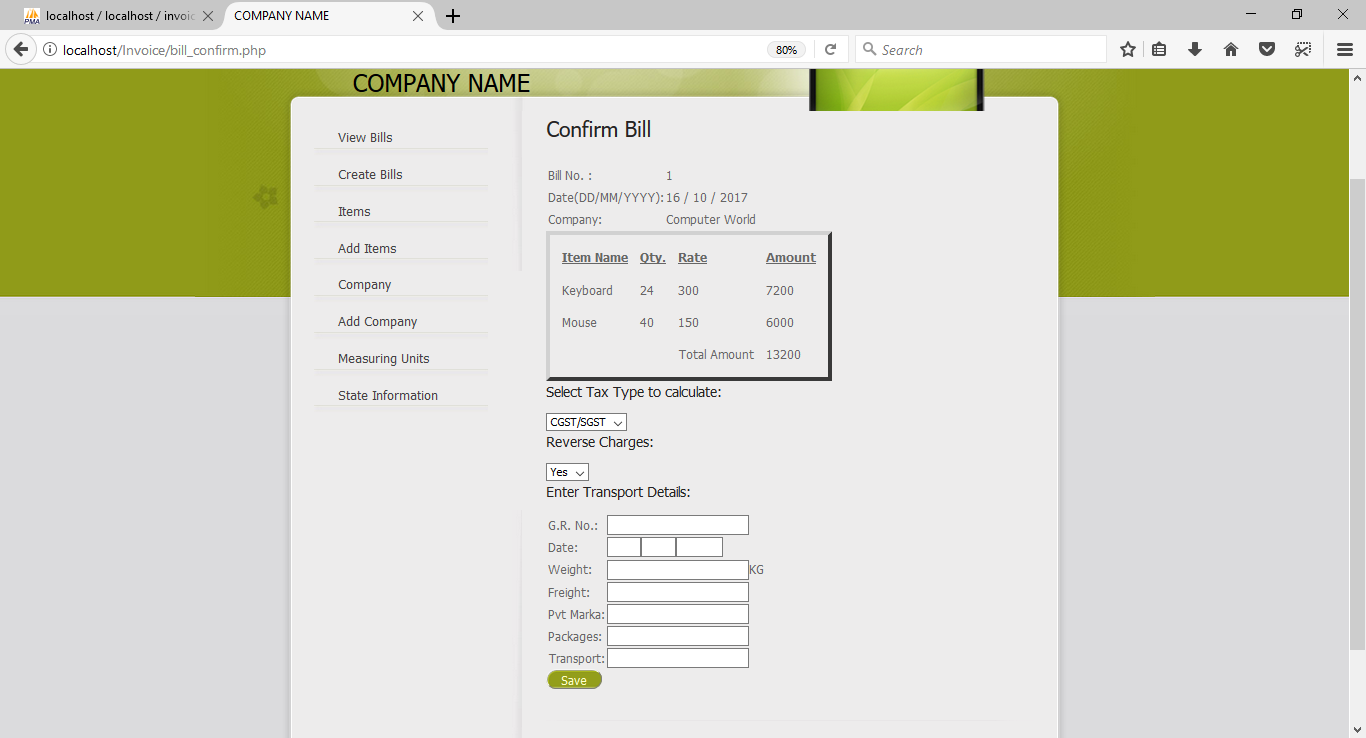 localhost / localhost / invoic
COMPANY NAME
localhost/Invoice/bill_confirm.php
80%
Search
COMPANY NAME
View Bills
Create Bills
Items
Add Items
Company
Add Company
Measuring Units
State Information
Confirm Bill
Bill No. : 1
Date(DD/MM/YYYY): 16 / 10 / 2017
Company: Computer World
Item Name Qty. Rate Amount
Keyboard 24 300 7200
Mouse 40 150 6000
Total Amount 13200
Select Tax Type to calculate:
CGST/SGST
Reverse Charges:
Yes
Enter Transport Details:
G.R. No.:
Date:
Weight: KG
Freight:
Pvt Marka:
Packages:
Transport:
Save